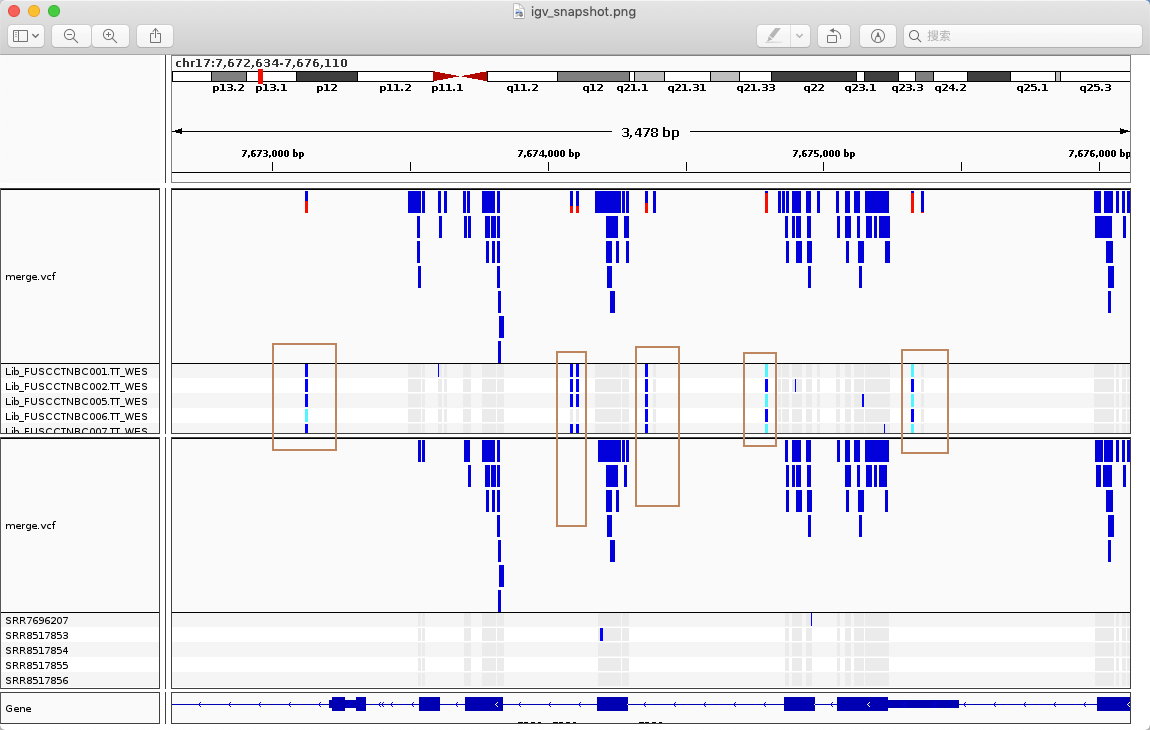 igv_snapshot.png
搜索
chr17:7,672,634-7,676,110
p13.2 p13.1 p12 p11.2 p11.1 q11.2 q12 q21.1 q21.31 q21.33 q22 q23.1 q23.3 q24.2 q25.1 q25.3
3,478 bp
7,673,000 bp 7,674,000 bp 7,675,000 bp 7,676,000 bp
merge.vcf
Lib_FUSCCTNBC001.TT_WES
Lib_FUSCCTNBC002.TT_WES
Lib_FUSCCTNBC005.TT_WES
Lib_FUSCCTNBC006.TT_WES
Lib_FUSCCTNBC007.TT_WES
merge.vcf
SRR7696207
SRR8517853
SRR8517854
SRR8517855
SRR8517856
Gene